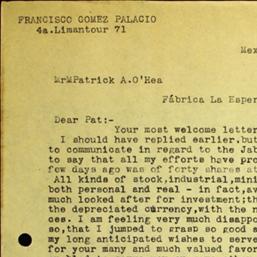 FRANCISCO GOMEZ PALACIO
4a.Limantour 71
Mex
MrMPatrick A.O'Hea
Fábrica La Esper
Dear Pat:-
Your most welcome letter
I should have replied earlier,but
to communicate in regard to the Jab
to say that all my efforts have pro
few days ago was of forty shares at
All kinds of stock,industrial,mini
both personal and real - in fact,av
much looked after for investment;th
the depreciated currency,with the n
ces. I am feeling very much disappo
so,that I jumped to grasp so good a
my long anticipated wishes to serve
for your many and much valued favor